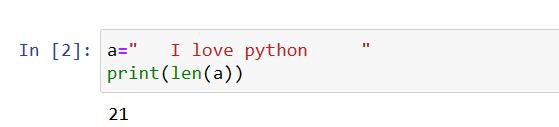 In [2]: a="   I love python     "
print(len(a))
21